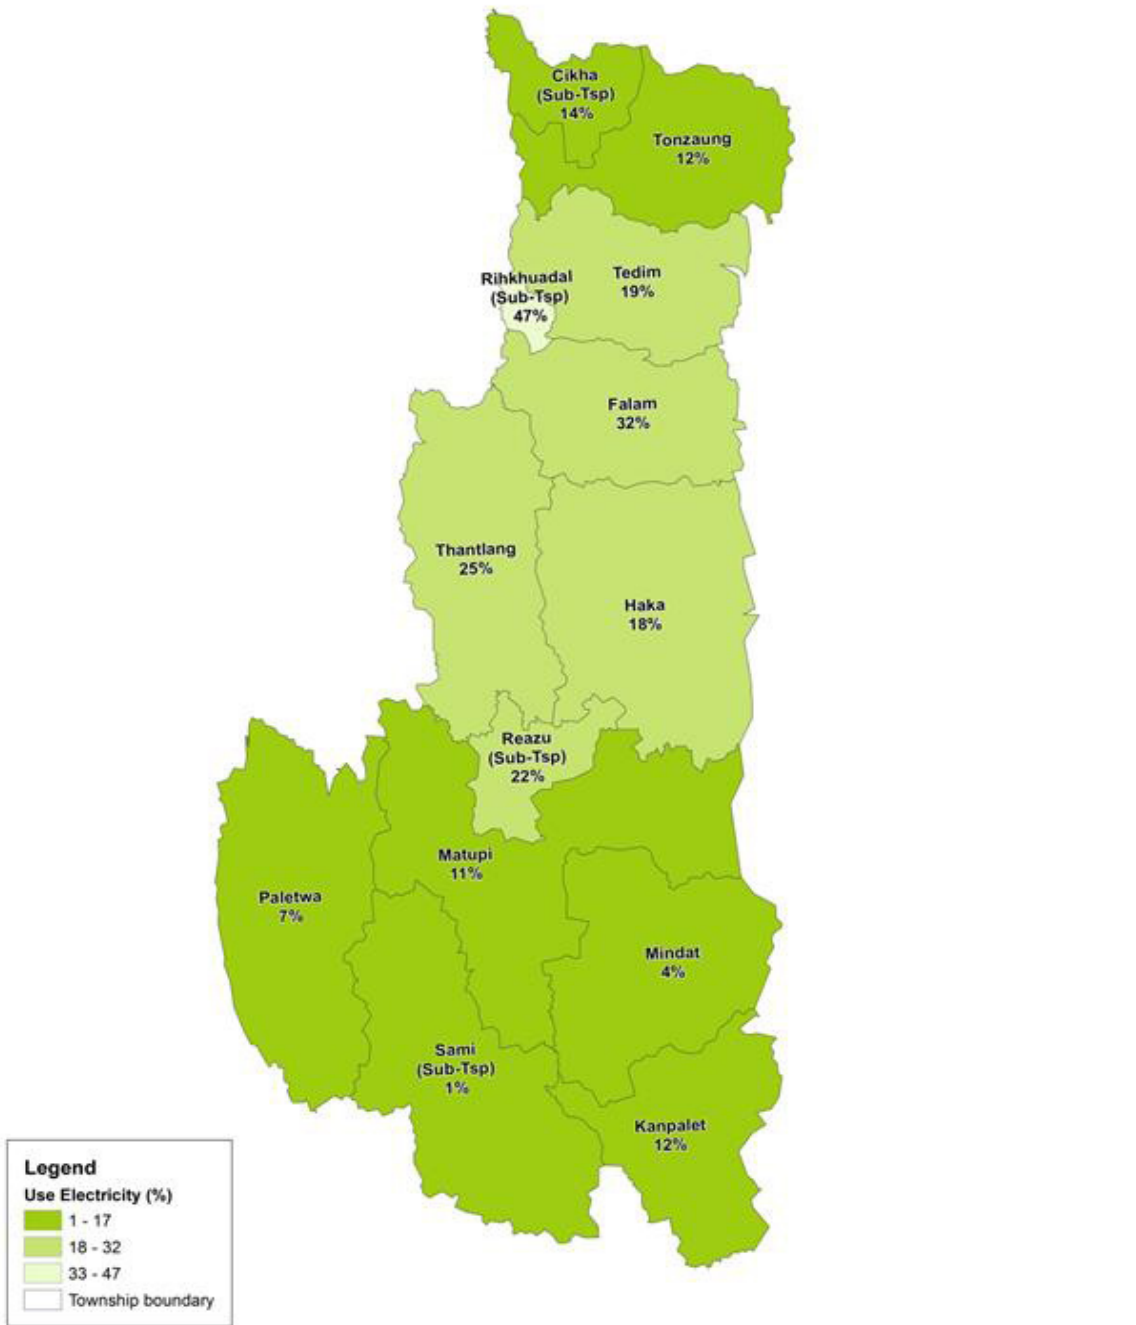 Cikha
(Sub-Tsp)
14%
Tonzaung
12%
Rihkhuadal
(Sub-Tsp)
47%
Tedim
19%
Falam
32%
Thantlang
25%
Haka
18%
Reazu
(Sub-Tsp)
22%
Matupi
11%
Paletwa
7%
Mindat
4%
Sami
(Sub-Tsp)
1%
Kanpalet
12%
Legend
Use Electricity (%)
1 - 17
18 - 32
33 - 47
Township boundary